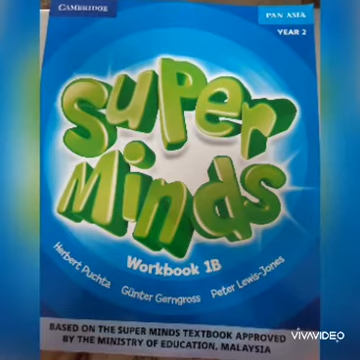 CAMBRIDGE
PAN ASIA
YEAR 2
Super
Minds
Workbook 1B
Herbert Puchta
Günter Gerngross
Peter Lewis-Jones
BASED ON THE SUPER MINDS TEXTBOOK APPROVED
BY THE MINISTRY OF EDUCATION, MALAYSIA
VIVAVIDEO